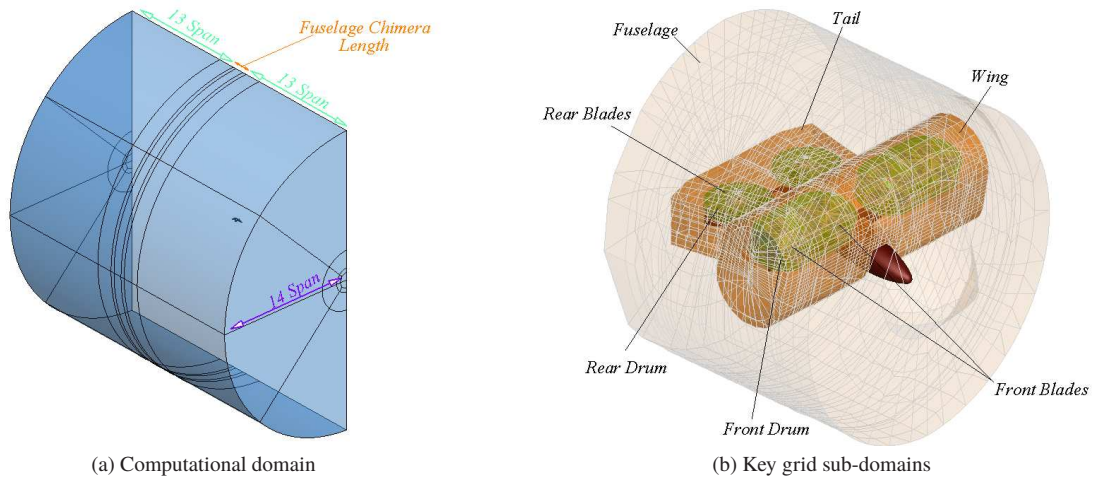 13 Span
Fuselage Chimera
Length
13 Span
14 Span
(a) Computational domain
Tail
Fuselage
Wing
Rear Blades
Rear Drum
Front Blades
Front Drum
(b) Key grid sub-domains